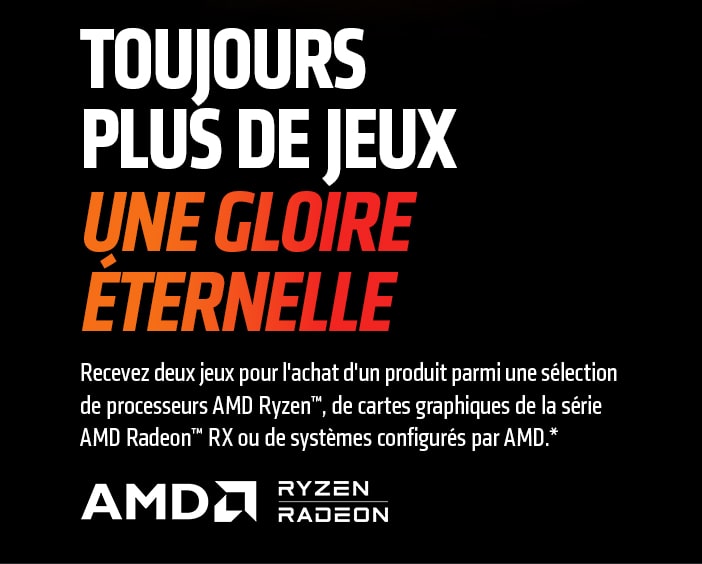 TOUJOURS
PLUS DE JEUX
UNE GLOIRE
ÉTERNELLE
Recevez deux jeux pour l'achat d'un produit parmi une sélection
de processeurs AMD Ryzen™, de cartes graphiques de la série
AMD Radeon™ RX ou de systèmes configurés par AMD.*
AMD RYZEN
RADEON